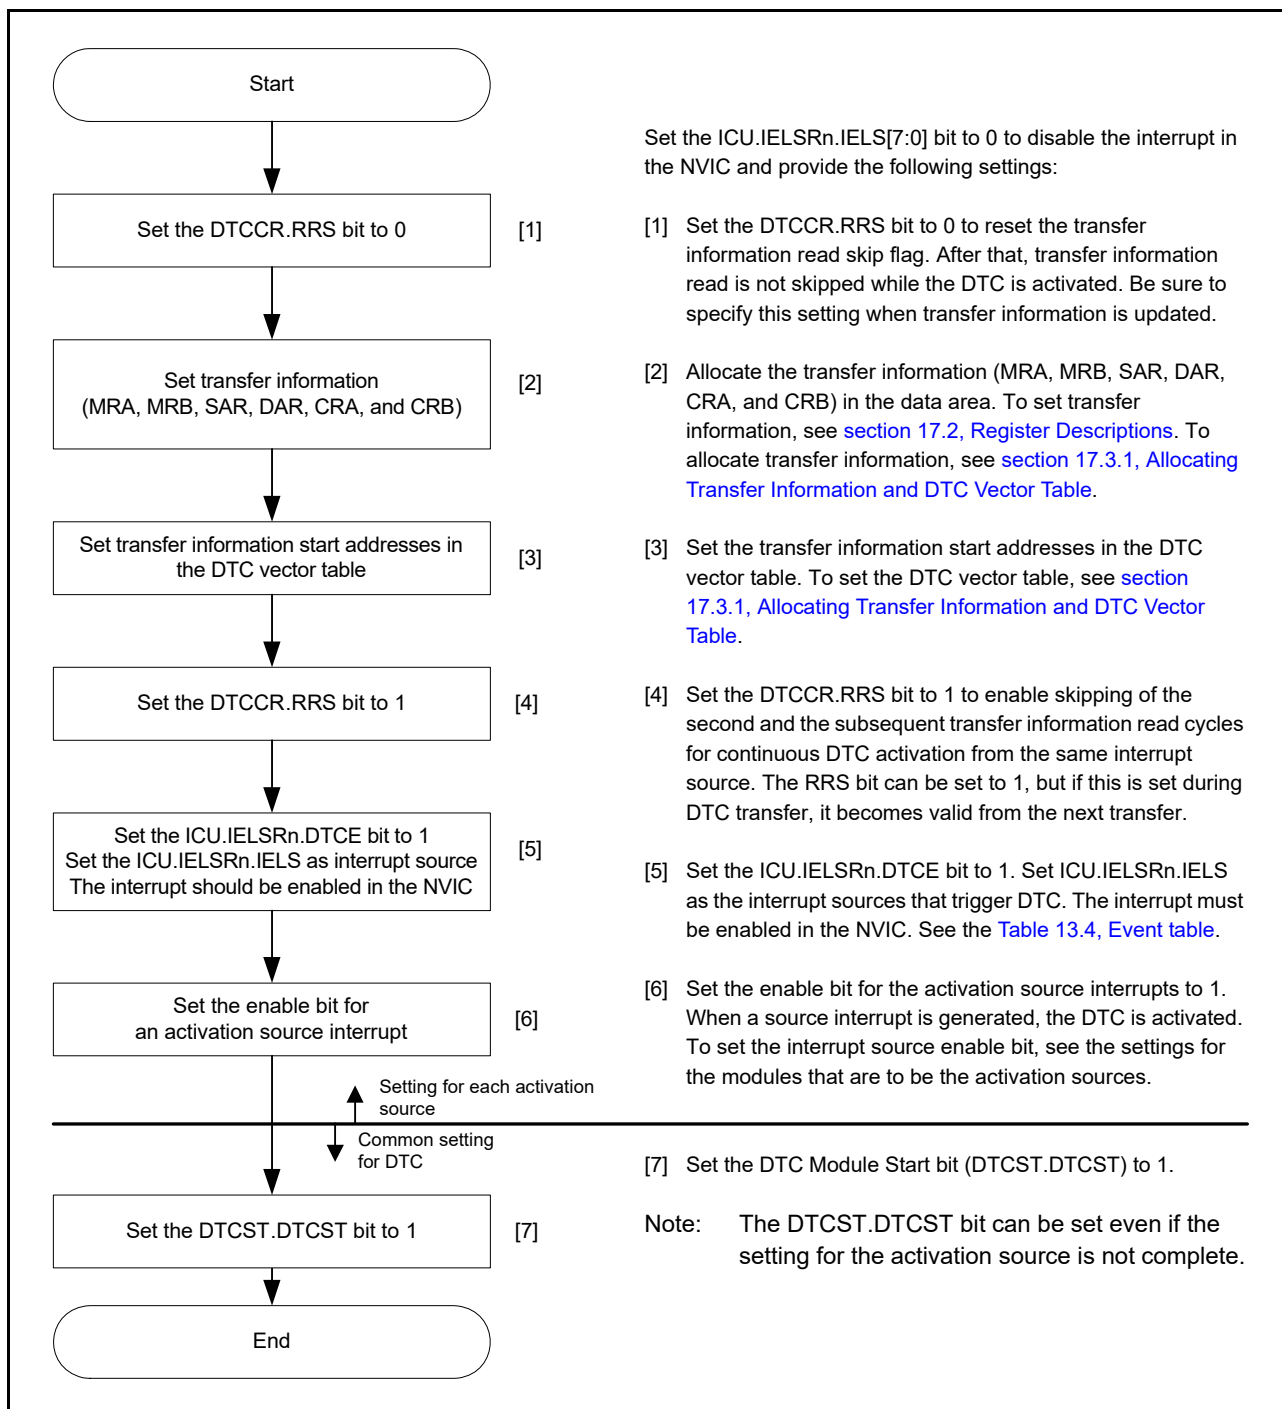 Start
Set the DTCCR.RRS bit to 0
[1]
Set transfer information
(MRA, MRB, SAR, DAR, CRA, and CRB)
[2]
Set transfer information start addresses in
the DTC vector table
[3]
Set the DTCCR.RRS bit to 1
[4]
Set the ICU.IELSRn.DTCE bit to 1
Set the ICU.IELSRn.IELS as interrupt source
The interrupt should be enabled in the NVIC
[5]
Set the enable bit for
an activation source interrupt
[6]
Setting for each activation
source
Common setting
for DTC
Set the DTCST.DTCST bit to 1
[7]
End
Set the ICU.IELSRn.IELS[7:0] bit to 0 to disable the interrupt in
the NVIC and provide the following settings:
[1] Set the DTCCR.RRS bit to 0 to reset the transfer
information read skip flag. After that, transfer information
read is not skipped while the DTC is activated. Be sure to
specify this setting when transfer information is updated.
[2] Allocate the transfer information (MRA, MRB, SAR, DAR,
CRA, and CRB) in the data area. To set transfer
information, see section 17.2, Register Descriptions. To
allocate transfer information, see section 17.3.1, Allocating
Transfer Information and DTC Vector Table.
[3] Set the transfer information start addresses in the DTC
vector table. To set the DTC vector table, see section
17.3.1, Allocating Transfer Information and DTC Vector
Table.
[4] Set the DTCCR.RRS bit to 1 to enable skipping of the
second and the subsequent transfer information read cycles
for continuous DTC activation from the same interrupt
source. The RRS bit can be set to 1, but if this is set during
DTC transfer, it becomes valid from the next transfer.
[5] Set the ICU.IELSRn.DTCE bit to 1. Set ICU.IELSRn.IELS
as the interrupt sources that trigger DTC. The interrupt must
be enabled in the NVIC. See the Table 13.4, Event table.
[6] Set the enable bit for the activation source interrupts to 1.
When a source interrupt is generated, the DTC is activated.
To set the interrupt source enable bit, see the settings for
the modules that are to be the activation sources.
[7] Set the DTC Module Start bit (DTCST.DTCST) to 1.
Note: The DTCST.DTCST bit can be set even if the
setting for the activation source is not complete.